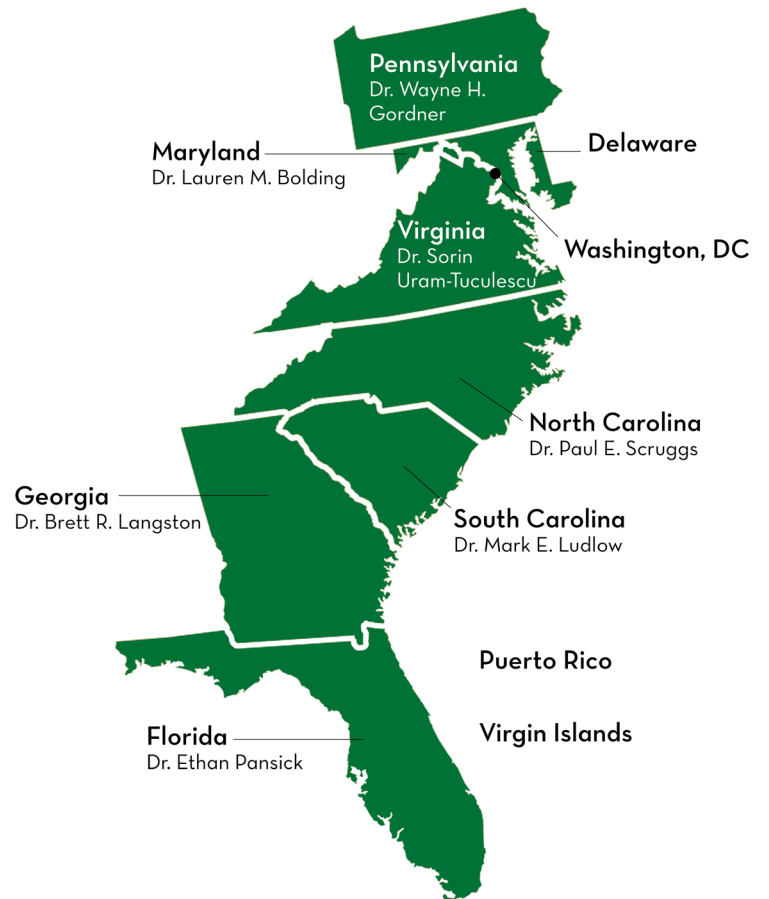 Pennsylvania
Dr. Wayne H.
Gordner
Delaware
Maryland
Dr. Lauren M. Bolding
Washington, DC
Virginia
Dr. Sorin
Uram-Tuculescu
North Carolina
Dr. Paul E. Scruggs
Georgia
Dr. Brett R. Langston
South Carolina
Dr. Mark E. Ludlow
Puerto Rico
Virgin Islands
Florida
Dr. Ethan Pansick